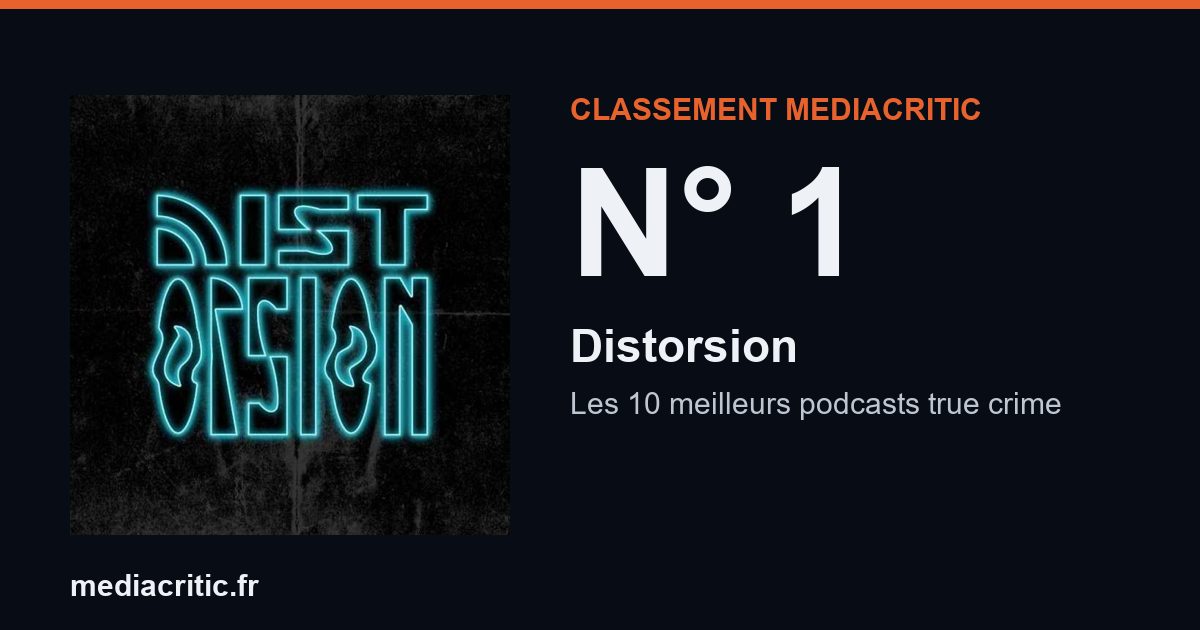 DIST
ORSION
CLASSEMENT MEDIACRITIC
N° 1
Distorsion
Les 10 meilleurs podcasts true crime
mediacritic.fr